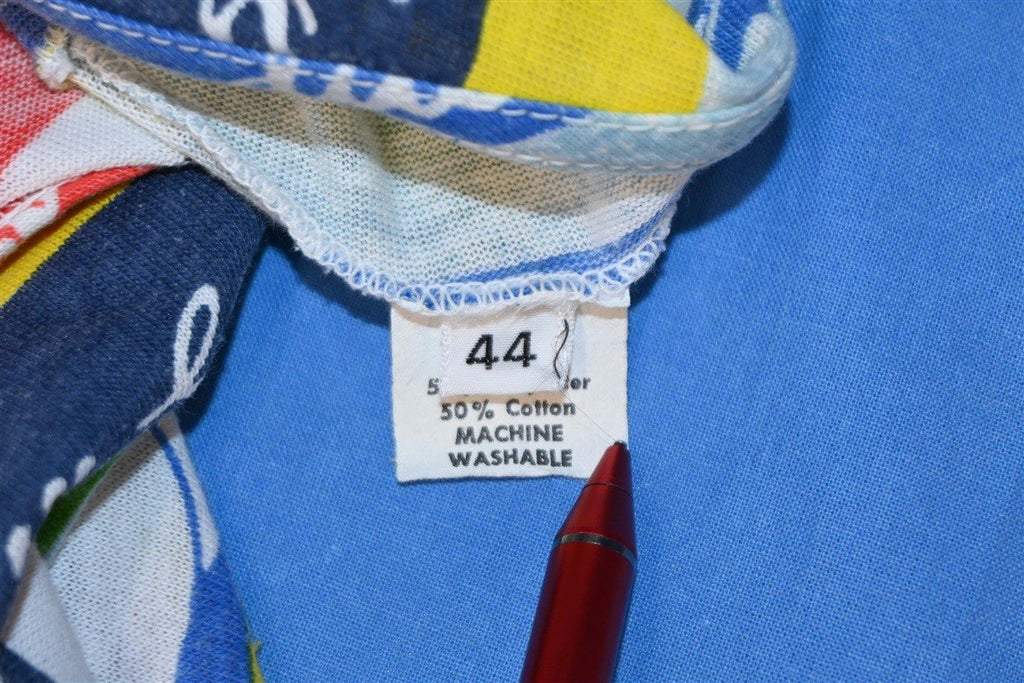 44
50% Cotton
MACHINE
WASHABLE